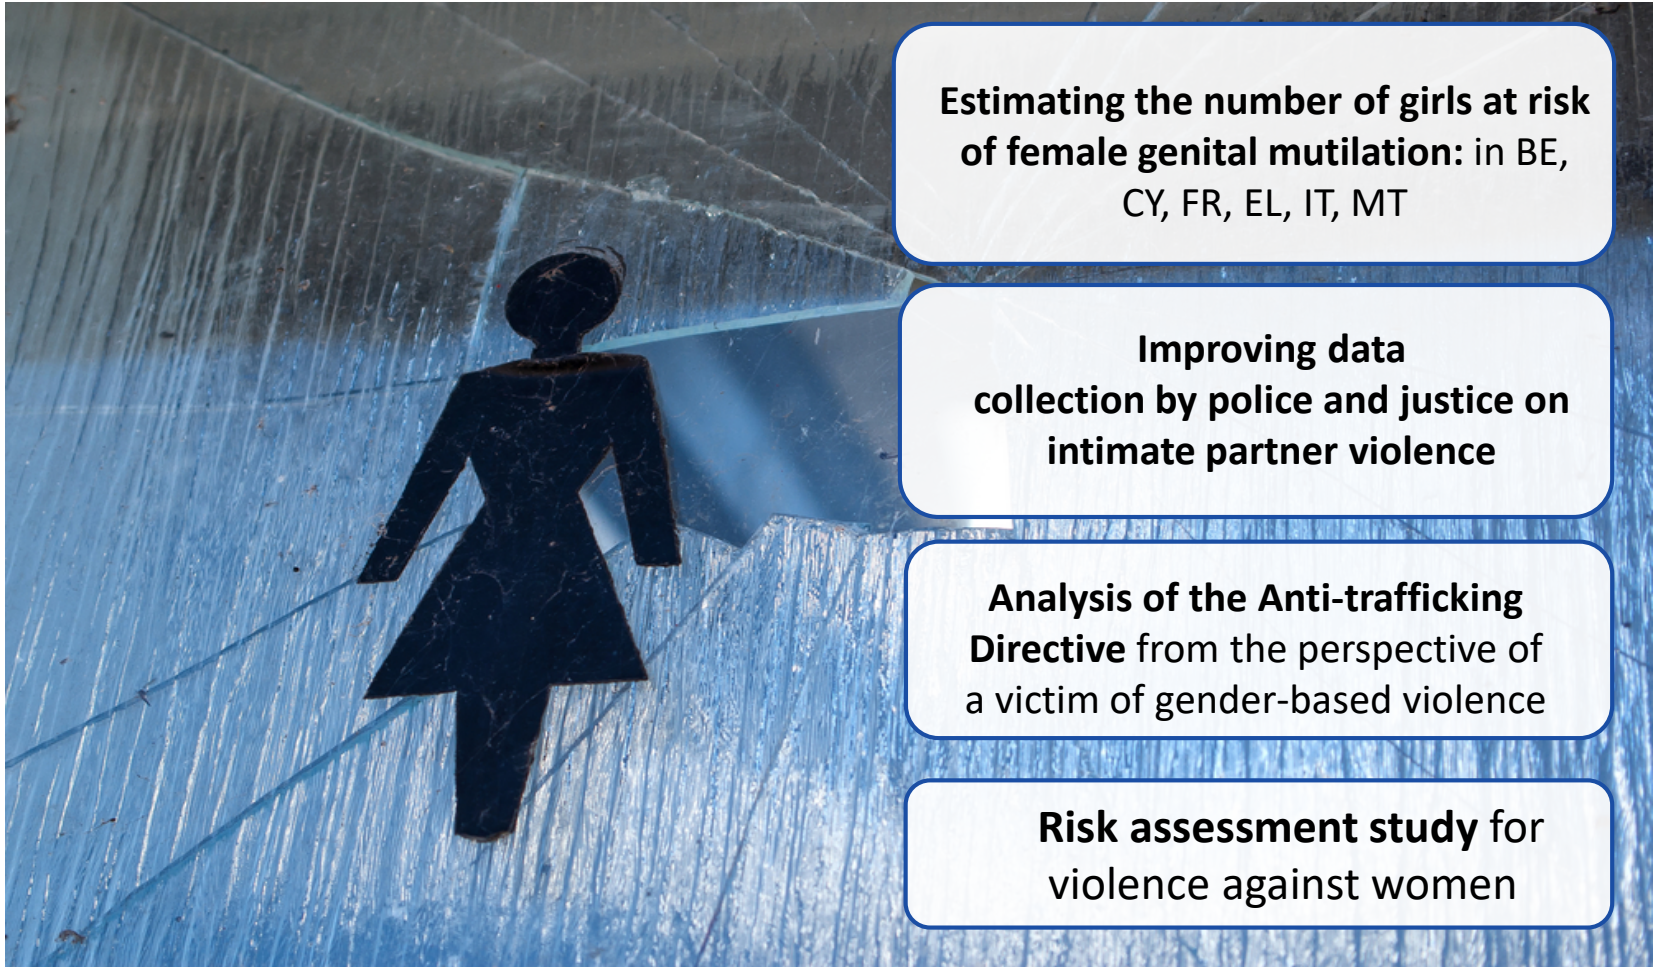 Estimating the number of girls at risk
of female genital mutilation: in BE,
CY, FR, EL, IT, MT
Improving data
collection by police and justice on
intimate partner violence
Analysis of the Anti-trafficking
Directive from the perspective of
a victim of gender-based violence
Risk assessment study for
violence against women